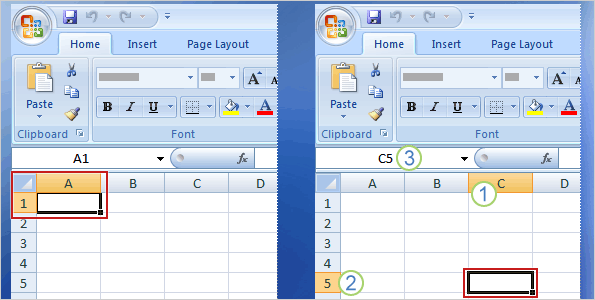 Home Insert Page Layout
Paste
B I U A A A
Clipboard Font
A1 fx
A B C D
1
2
3
4
5
Home Insert Page Layout
Paste
B I U A A A
Clipboard Font
C5 3 fx
A B C D
1
1
2
3
4
5 2